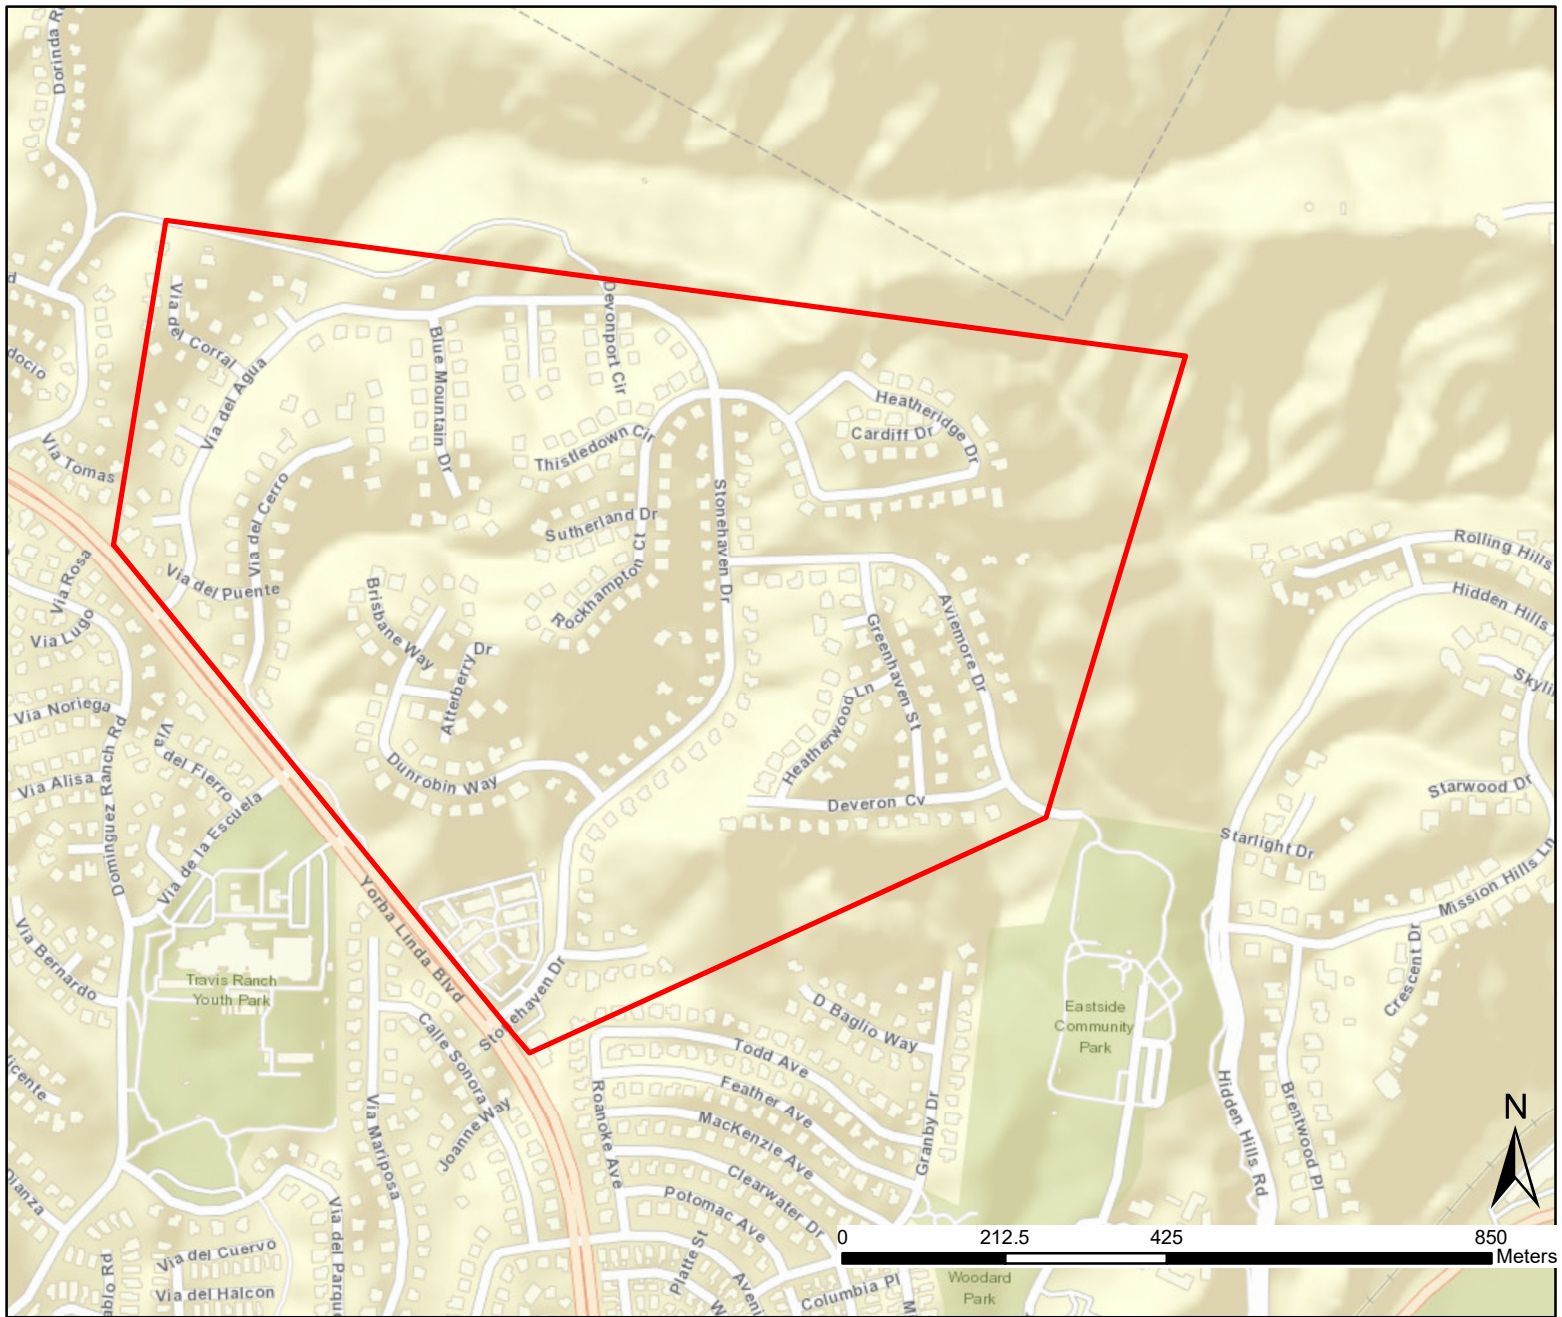 Dorinda Rd
Via del Corral
Via del Agua
Blue Mountain Dr
Devonport Cir
Thistledown Cir
Heatheridge Dr
Cardiff Dr
Via Tomas
Via del Cerro
Sutherland Dr
Rockhampton Ct
Stonehaven Dr
Via del Puente
Via Rosa
Via Lugo
Brisbane Way
Atterberry Dr
Dunrobin Way
Aviemore Dr
Greenhaven St
Heatherwood Ln
Deveron Cv
Rolling Hills
Hidden Hills
Starwood Dr
Starlight Dr
Mission Hills Ln
Crescent Dr
Via Noriega
Dominguez Ranch Rd
Via
del Fierro
Via Alisa
Via de la Escuela
Via Bernardo
Travis Ranch
Youth Park
Yorba Linda Blvd
Stonehaven Dr
Calle Sonora
Joanne Way
Via Mariposa
D Baglio Way
Todd Ave
Feather Ave
MacKenzie Ave
Clearwater Dr
Potomac Ave
Roanoke Ave
Granby Dr
Eastside
Community
Park
Hidden Hills Rd
Brentwood Pl
Via del Cuervo
Via del Halcon
Platte St
Columbia Pl
Woodard
Park
N
0 212.5 425 850
Meters